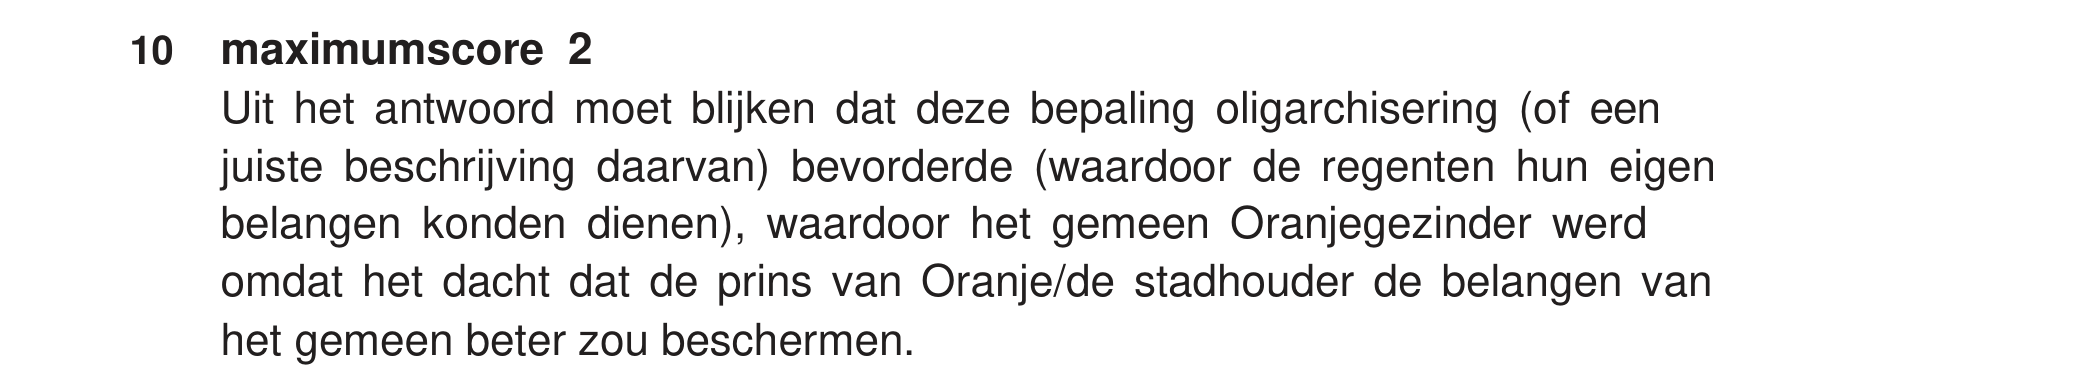 10 maximumscore 2
Uit het antwoord moet blijken dat deze bepaling oligarchisering (of een
juiste beschrijving daarvan) bevorderde (waardoor de regenten hun eigen
belangen konden dienen), waardoor het gemeen Oranjegezinder werd
omdat het dacht dat de prins van Oranje/de stadhouder de belangen van
het gemeen beter zou beschermen.